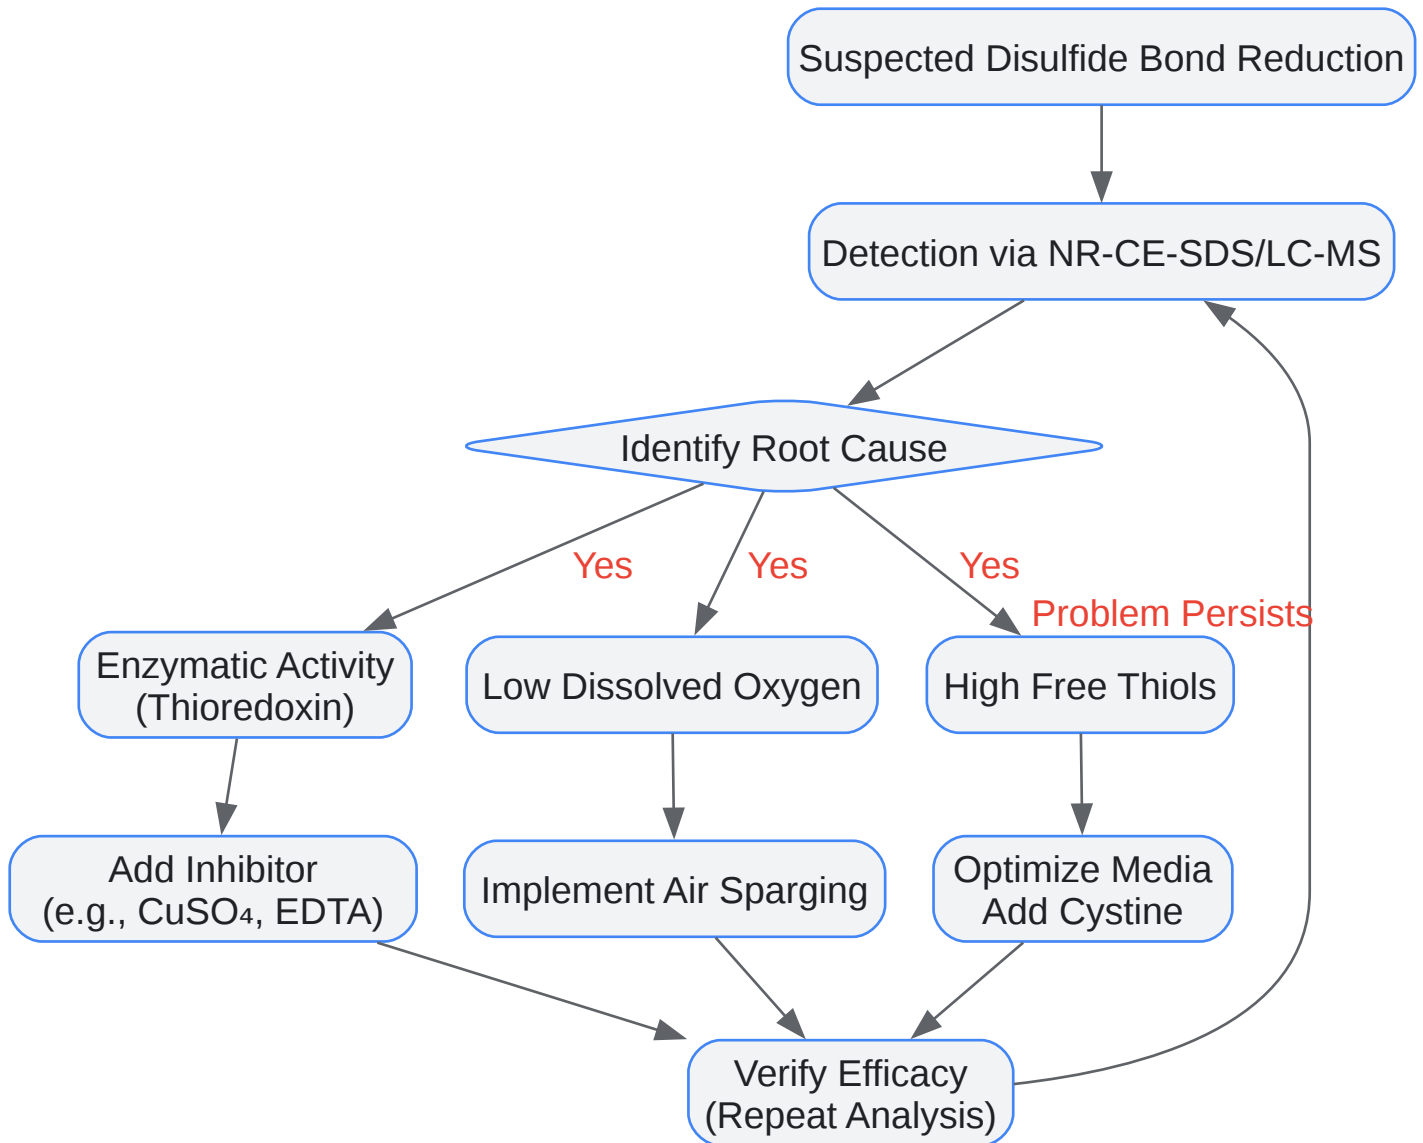 Suspected Disulfide Bond Reduction
Detection via NR-CE-SDS/LC-MS
Identify Root Cause
Yes
Yes
Yes
Problem Persists
Enzymatic Activity
(Thioredoxin)
Low Dissolved Oxygen
High Free Thiols
Add Inhibitor
(e.g., CuSO₄, EDTA)
Implement Air Sparging
Optimize Media
Add Cystine
Verify Efficacy
(Repeat Analysis)